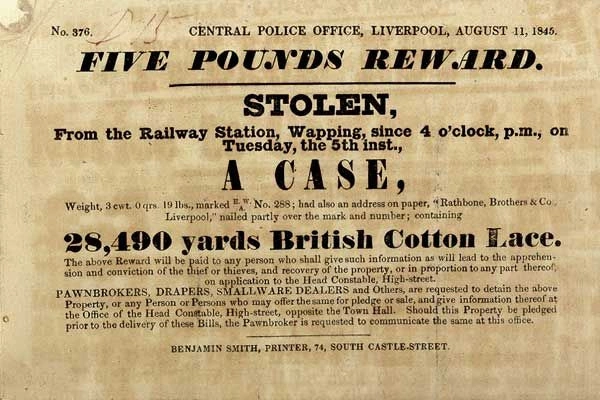 No. 376.
CENTRAL POLICE OFFICE, LIVERPOOL, AUGUST 11, 1845.
FIVE POUNDS REWARD.
STOLEN,
From the Railway Station, Wapping, since 4 o'clock, p.m., on
Tuesday, the 5th inst.,
A CASE,
Weight, 3 cwt. 0 qrs. 19 lbs., marked H. W. A. No. 288; had also an address on paper, "Rathbone, Brothers & Co.
Liverpool," nailed partly over the mark and number; containing
28,490 yards British Cotton Lace.
The above Reward will be paid to any person who shall give such information as will lead to the apprehen-
sion and conviction of the thief or thieves, and recovery of the property, or in proportion to any part thereof,
on application to the Head Constable, High-street.
PAWNBROKERS, DRAPERS, SMALLWARE DEALERS and Others, are requested to detain the above
Property, or any Person or Persons who may offer the same for pledge or sale, and give information thereof at
the Office of the Head Constable, High-street, opposite the Town Hall. Should this Property be pledged
prior to the delivery of these Bills, the Pawnbroker is requested to communicate the same at this office.
BENJAMIN SMITH, PRINTER, 74, SOUTH CASTLE-STREET.